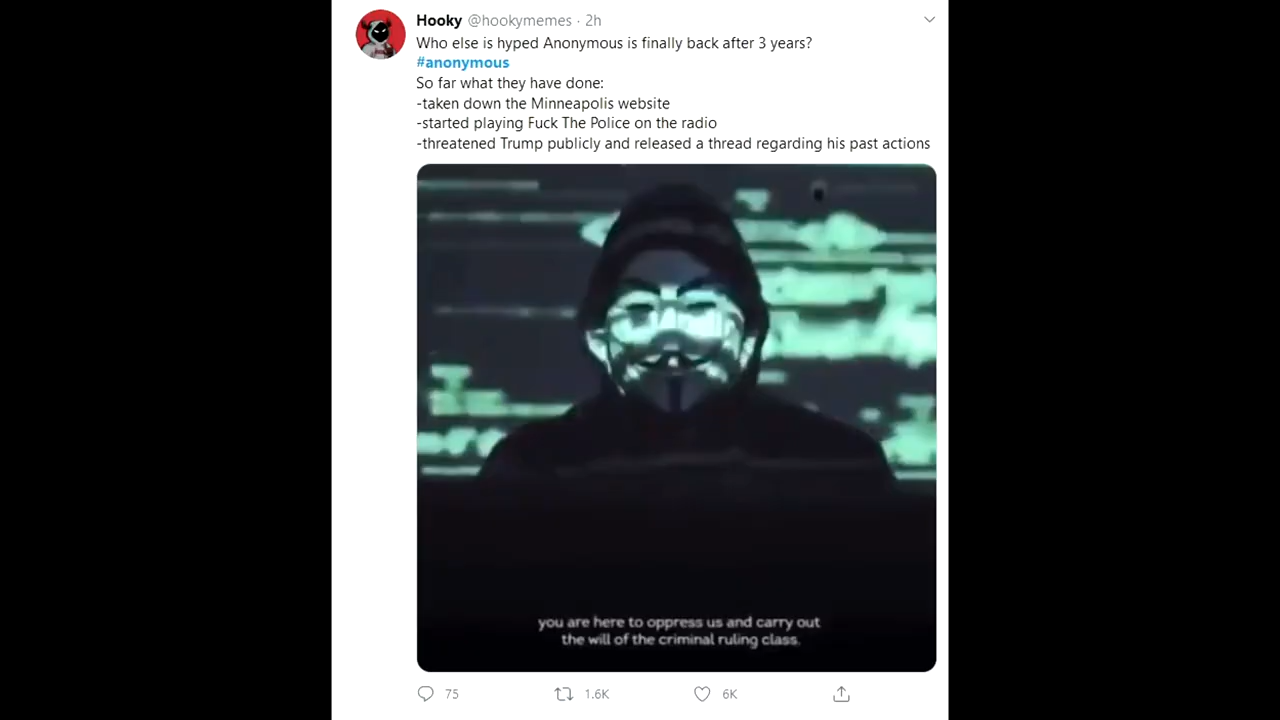 Hooky @hookymemes · 2h
Who else is hyped Anonymous is finally back after 3 years?
#anonymous
So far what they have done:
-taken down the Minneapolis website
-started playing Fuck The Police on the radio
-threatened Trump publicly and released a thread regarding his past actions
you are here to oppress us and carry out
the will of the criminal ruling class.
75 1.6K 6K